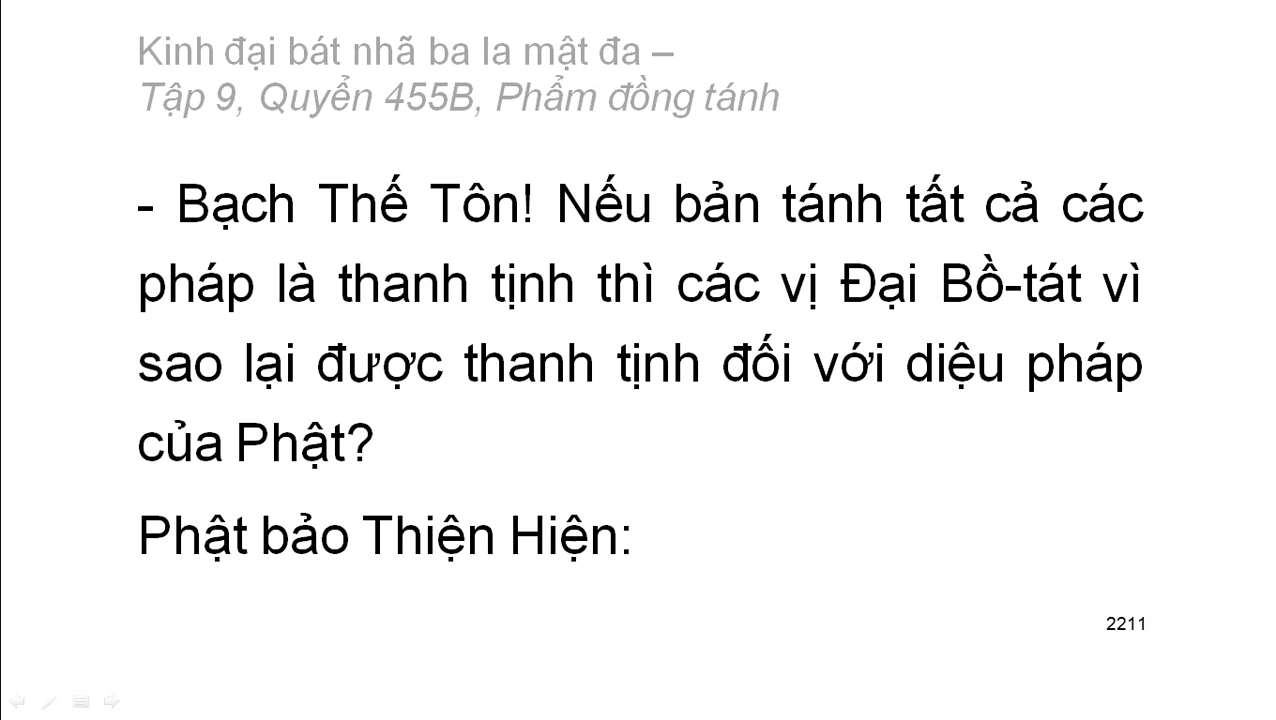 Kinh đại bát nhã ba la mật đa –
Tập 9, Quyển 455B, Phẩm đồng tánh
- Bạch Thế Tôn! Nếu bản tánh tất cả các
pháp là thanh tịnh thì các vị Đại Bồ-tát vì
sao lại được thanh tịnh đối với diệu pháp
của Phật?
Phật bảo Thiện Hiện:
2211